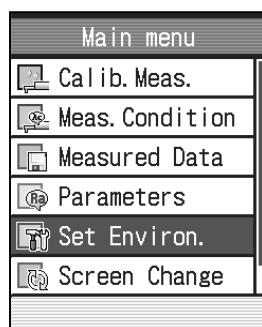 Main menu
Calib. Meas.
Meas. Condition
Measured Data
Parameters
Set Environ.
Screen Change